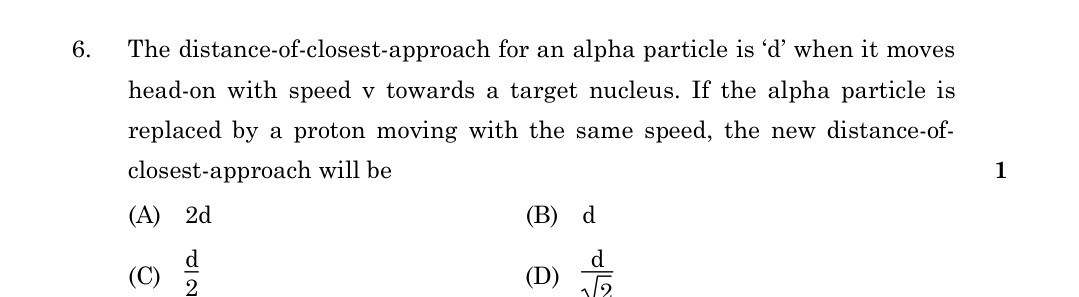 6. The distance-of-closest-approach for an alpha particle is ‘d’ when it moves
head-on with speed v towards a target nucleus. If the alpha particle is
replaced by a proton moving with the same speed, the new distance-of-
closest-approach will be 1
(A) 2d (B) d
(C) d/2 (D) d/√2